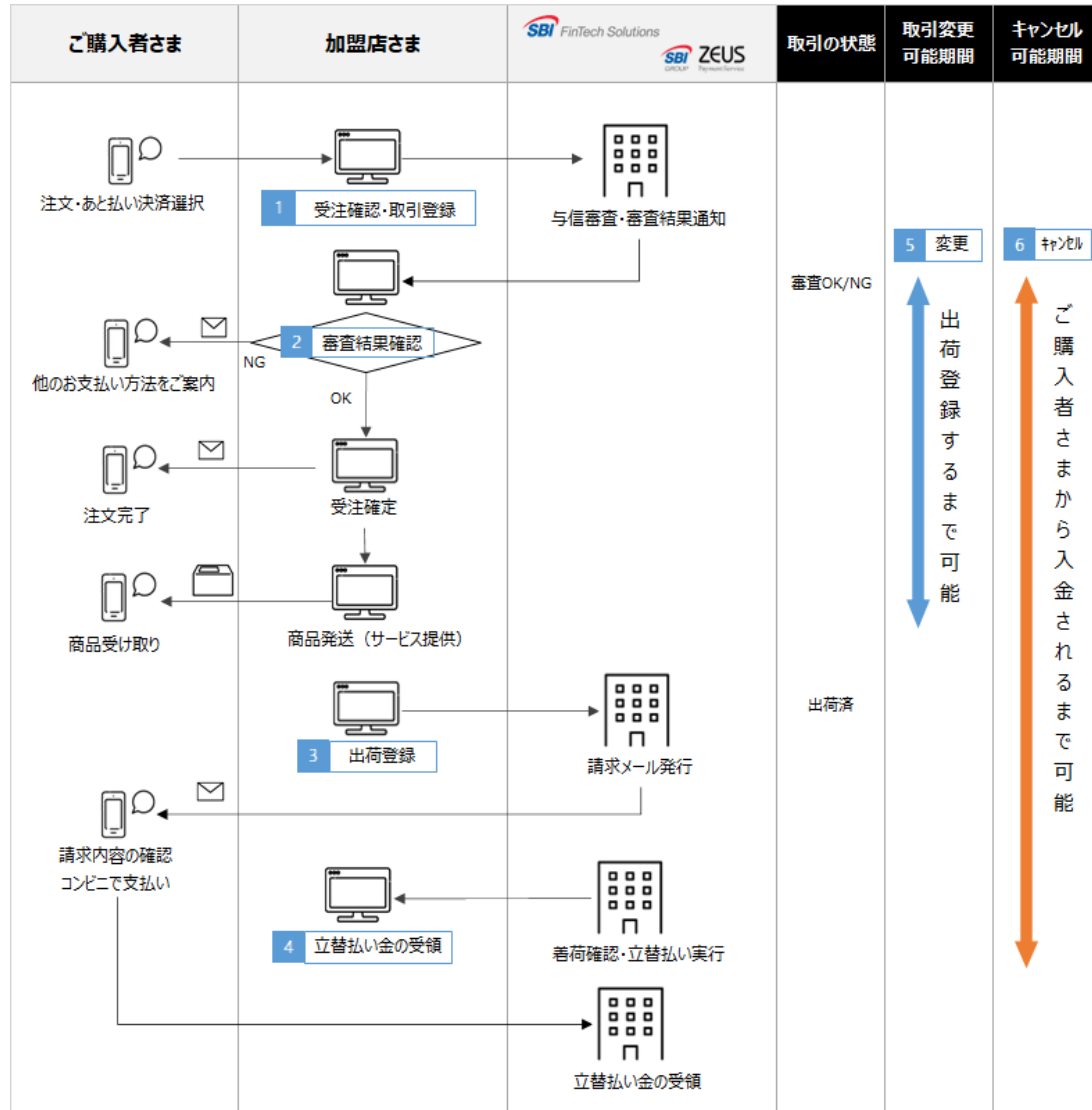 ご購入者さま
加盟店さま
SBI FinTech Solutions
SBI GROUP ZEUS Payment Service
取引の状態
取引変更
可能期間
キャンセル
可能期間
注文・あと払い決済選択
1 受注確認・取引登録
与信審査・審査結果通知
5 変更
6 ｷｬﾝｾﾙ
審査OK/NG
2 審査結果確認
NG
他のお支払い方法をご案内
OK
出荷登録するまで可能
ご購入者さまから入金されるまで可能
受注確定
注文完了
商品発送（サービス提供）
商品受け取り
出荷済
3 出荷登録
請求メール発行
請求内容の確認
コンビニで支払い
4 立替払い金の受領
着荷確認・立替払い実行
立替払い金の受領